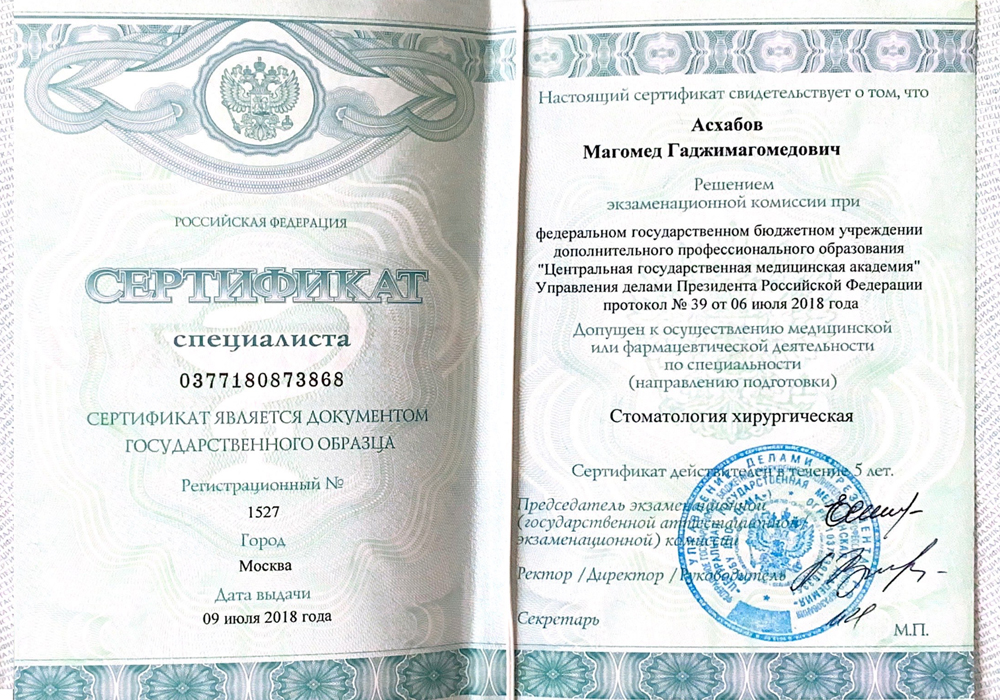 РОССИЙСКАЯ ФЕДЕРАЦИЯ
СЕРТИФИКАТ
специалиста
0377180873868
СЕРТИФИКАТ ЯВЛЯЕТСЯ ДОКУМЕНТОМ
ГОСУДАРСТВЕННОГО ОБРАЗЦА
Регистрационный №
1527
Город
Москва
Дата выдачи
09 июля 2018 года
Настоящий сертификат свидетельствует о том, что
Асхабов
Магомед Гаджимагомедович
Решением
экзаменационной комиссии при
федеральном государственном бюджетном учреждении
дополнительного профессионального образования
"Центральная государственная медицинская академия"
Управления делами Президента Российской Федерации
протокол № 39 от 06 июля 2018 года
Допущен к осуществлению медицинской
или фармацевтической деятельности
по специальности
(направлению подготовки)
Стоматология хирургическая
Сертификат действителен в течение 5 лет.
Председатель экзаменационной
(государственной аттестационной,
экзаменационной) комиссии
Ректор /Директор /Руководитель
Секретарь
М.П.